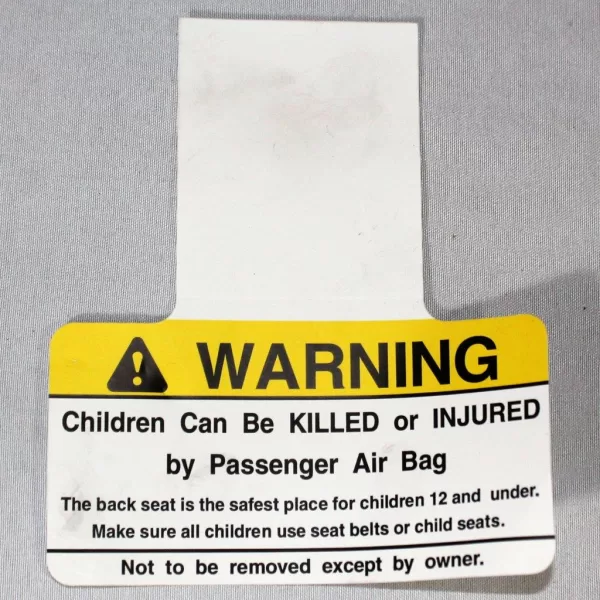 WARNING
Children Can Be KILLED or INJURED
by Passenger Air Bag
The back seat is the safest place for children 12 and under.
Make sure all children use seat belts or child seats.
Not to be removed except by owner.